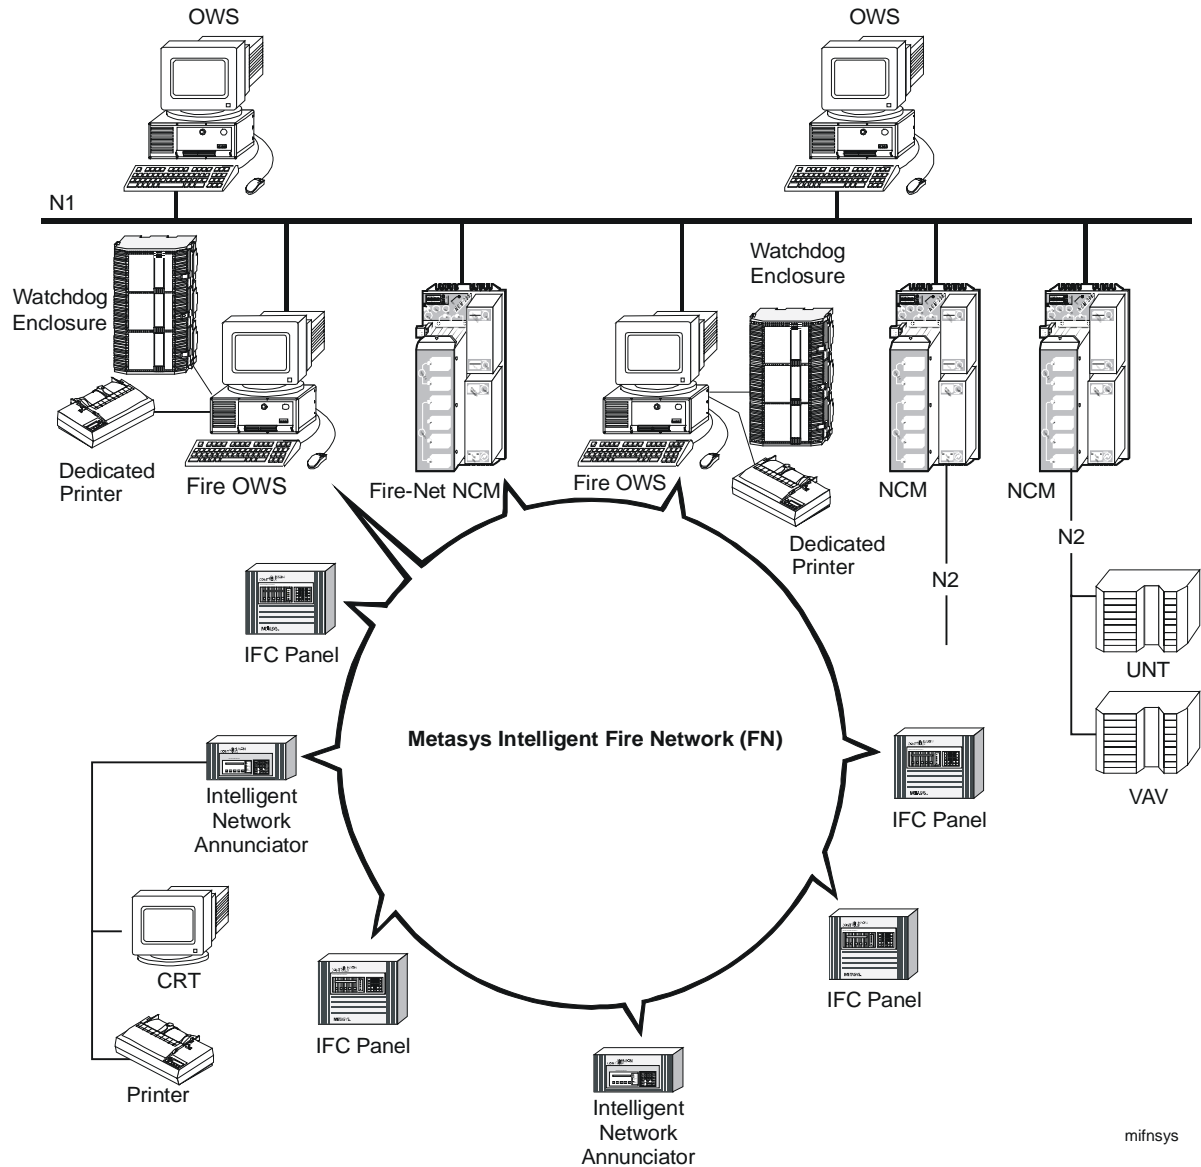 OWS
OWS
N1
Watchdog
Enclosure
Watchdog
Enclosure
Dedicated
Printer
Fire OWS
Fire-Net NCM
Fire OWS
Dedicated
Printer
NCM
NCM
N2
N2
UNT
VAV
IFC Panel
Metasys Intelligent Fire Network (FN)
Intelligent
Network
Annunciator
IFC Panel
CRT
IFC Panel
IFC Panel
Printer
Intelligent
Network
Annunciator
mifnsys